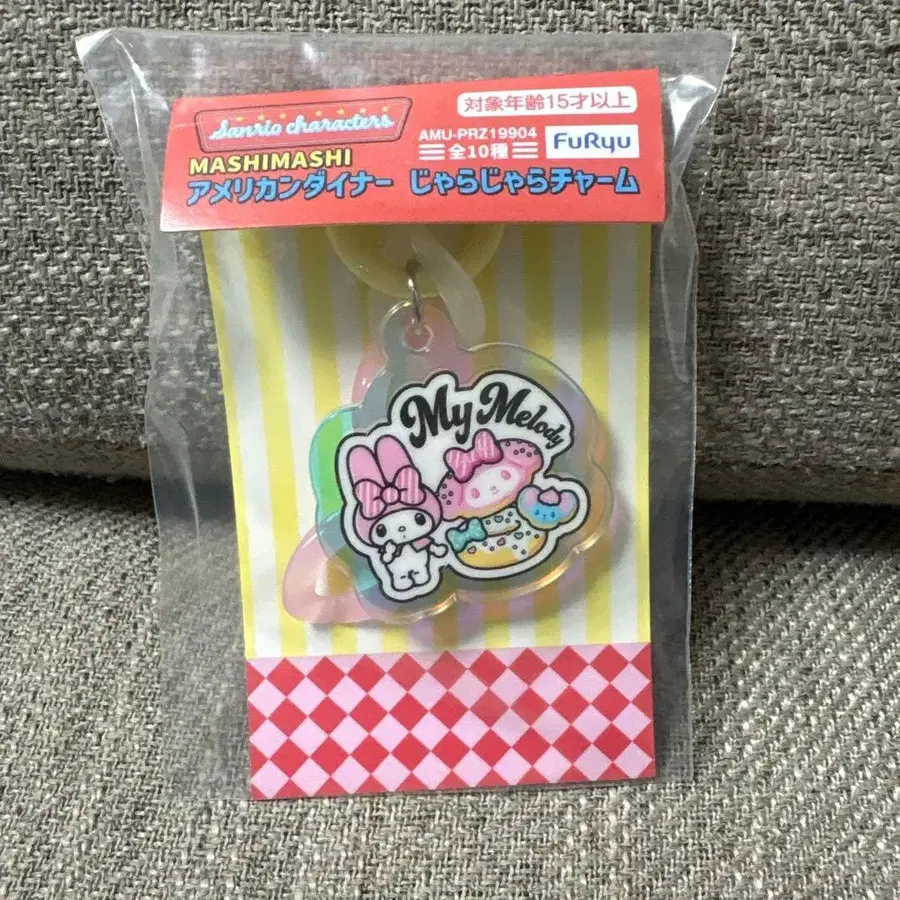 Sanrio characters
対象年齢15才以上
AMU-PRZ19904
全10種
FuRyu
MASHIMASHI
アメリカンダイナー じゃらじゃらチャーム
My Melody